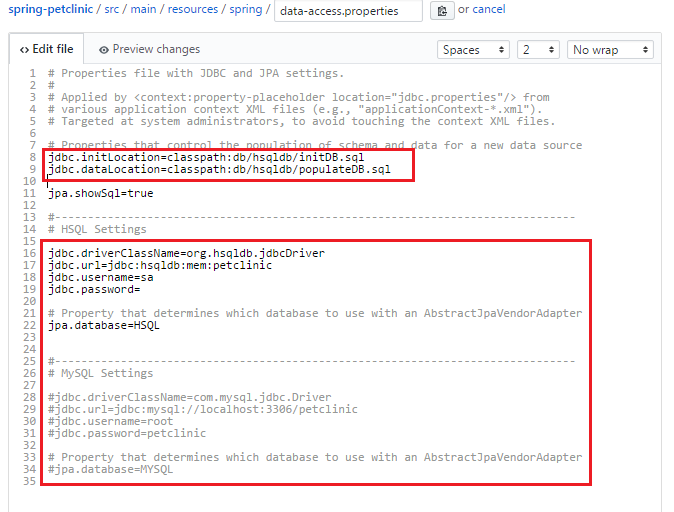 spring-petclinic / src / main / resources / spring / data-access.properties or cancel
<> Edit file Preview changes Spaces 2 No wrap
1 # Properties file with JDBC and JPA settings.
2 #
3 # Applied by <context:property-placeholder location="jdbc.properties"/> from
4 # various application context XML files (e.g., "applicationContext-*.xml").
5 # Targeted at system administrators, to avoid touching the context XML files.
6
7 # Properties that control the population of schema and data for a new data source
8 jdbc.initLocation=classpath:db/hsqldb/initDB.sql
9 jdbc.dataLocation=classpath:db/hsqldb/populateDB.sql
10
11 jpa.showSql=true
12
13 #-------------------------------------------------------------------------------
14 # HSQL Settings
15
16 jdbc.driverClassName=org.hsqldb.jdbcDriver
17 jdbc.url=jdbc:hsqldb:mem:petclinic
18 jdbc.username=sa
19 jdbc.password=
20
21 # Property that determines which database to use with an AbstractJpaVendorAdapter
22 jpa.database=HSQL
23
24
25 #-------------------------------------------------------------------------------
26 # MySQL Settings
27
28 #jdbc.driverClassName=com.mysql.jdbc.Driver
29 #jdbc.url=jdbc:mysql://localhost:3306/petclinic
30 #jdbc.username=root
31 #jdbc.password=petclinic
32
33 # Property that determines which database to use with an AbstractJpaVendorAdapter
34 #jpa.database=MYSQL
35